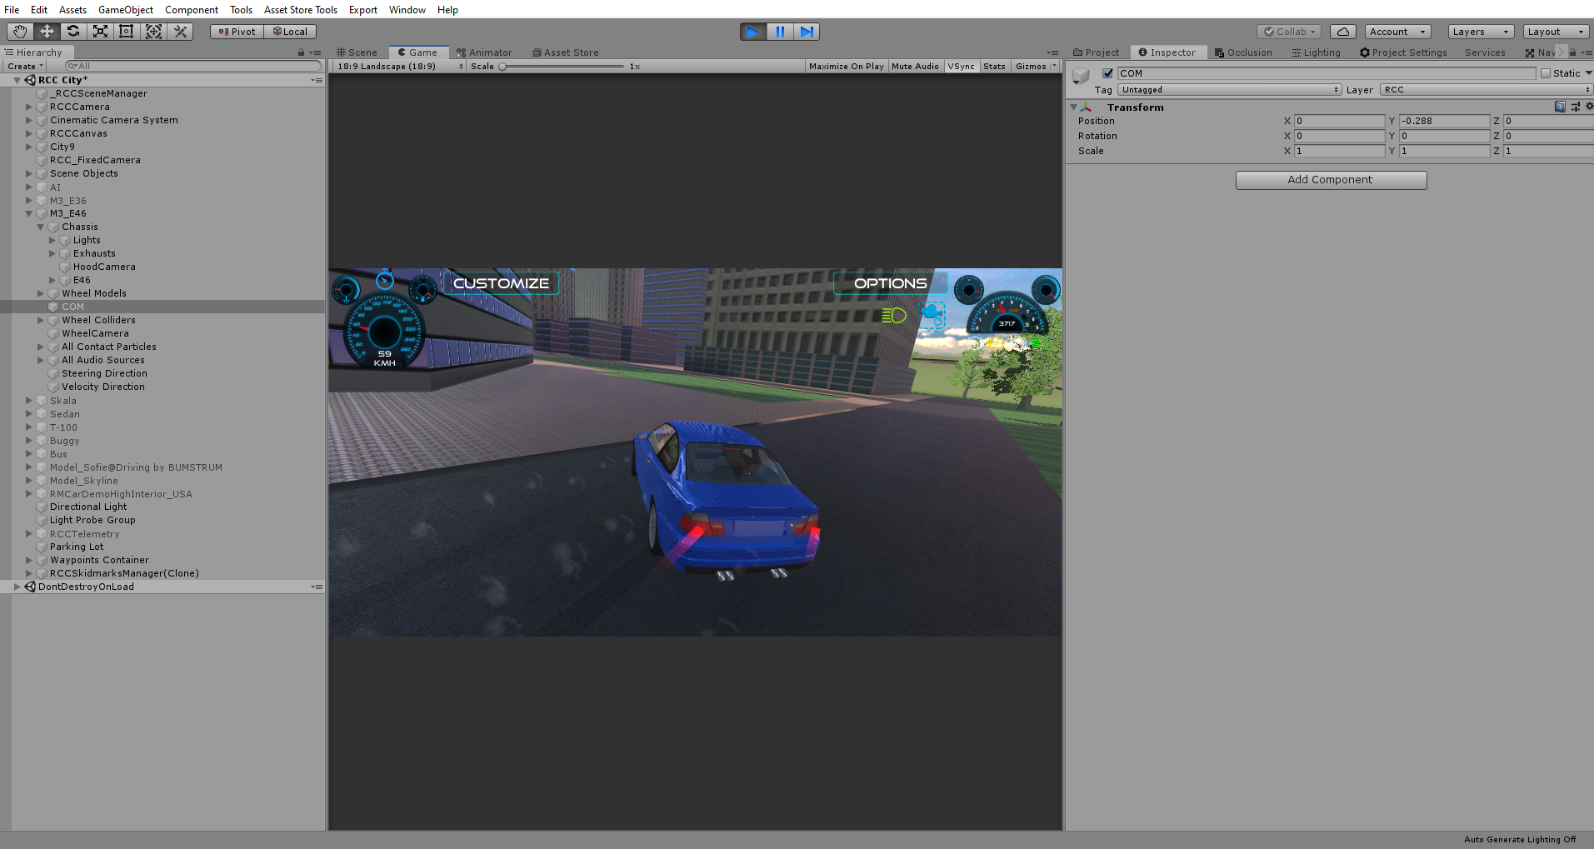 File Edit Assets GameObject Component Tools Asset Store Tools Export Window Help
Pivot Local Collab Account Layers Layout
Hierarchy
Create All
RCC City*
_RCCSceneManager
RCCCamera
Cinematic Camera System
RCCCanvas
City9
RCC_FixedCamera
Scene Objects
AI
M3_E36
M3_E46
Chassis
Lights
Exhausts
HoodCamera
E46
Wheel Models
COM
Wheel Colliders
WheelCamera
All Contact Particles
All Audio Sources
Steering Direction
Velocity Direction
Skala
Sedan
T-100
Buggy
Bus
Model_Sofie@Driving by BUMSTRUM
Model_Skyline
RMCarDemoHighInterior_USA
Directional Light
Light Probe Group
RCCTelemetry
Parking Lot
Waypoints Container
RCCSkidmarksManager(Clone)
DontDestroyOnLoad
Scene Game Animator Asset Store
18:9 Landscape (18:9) Scale 1x Maximize On Play Mute Audio VSync Stats Gizmos
CUSTOMIZE OPTIONS
59
KMH
3717
Project Inspector Occlusion Lighting Project Settings Services Nav
COM Static
Tag Untagged Layer RCC
Transform
Position X 0 Y -0.288 Z 0
Rotation X 0 Y 0 Z 0
Scale X 1 Y 1 Z 1
Add Component
Auto Generate Lighting Off